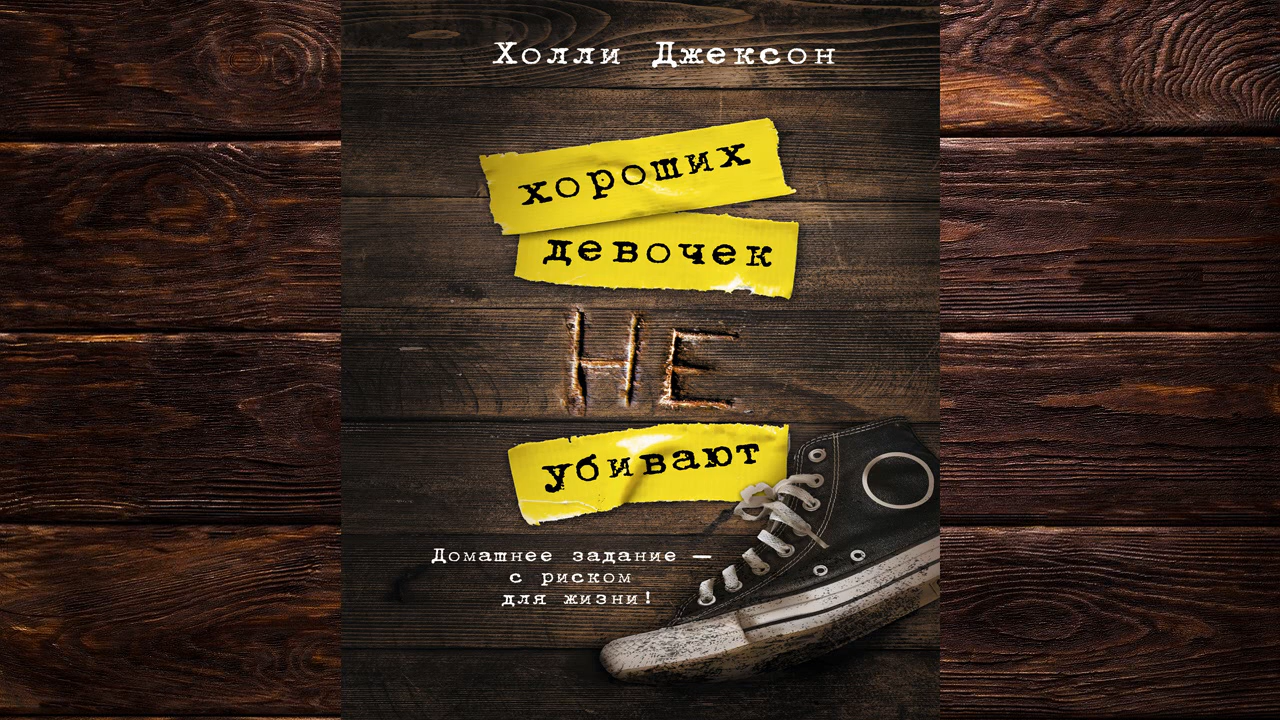 Холли Джексон
хороших
девочек
НЕ
убивают
Домашнее задание —
с риском
для жизни!